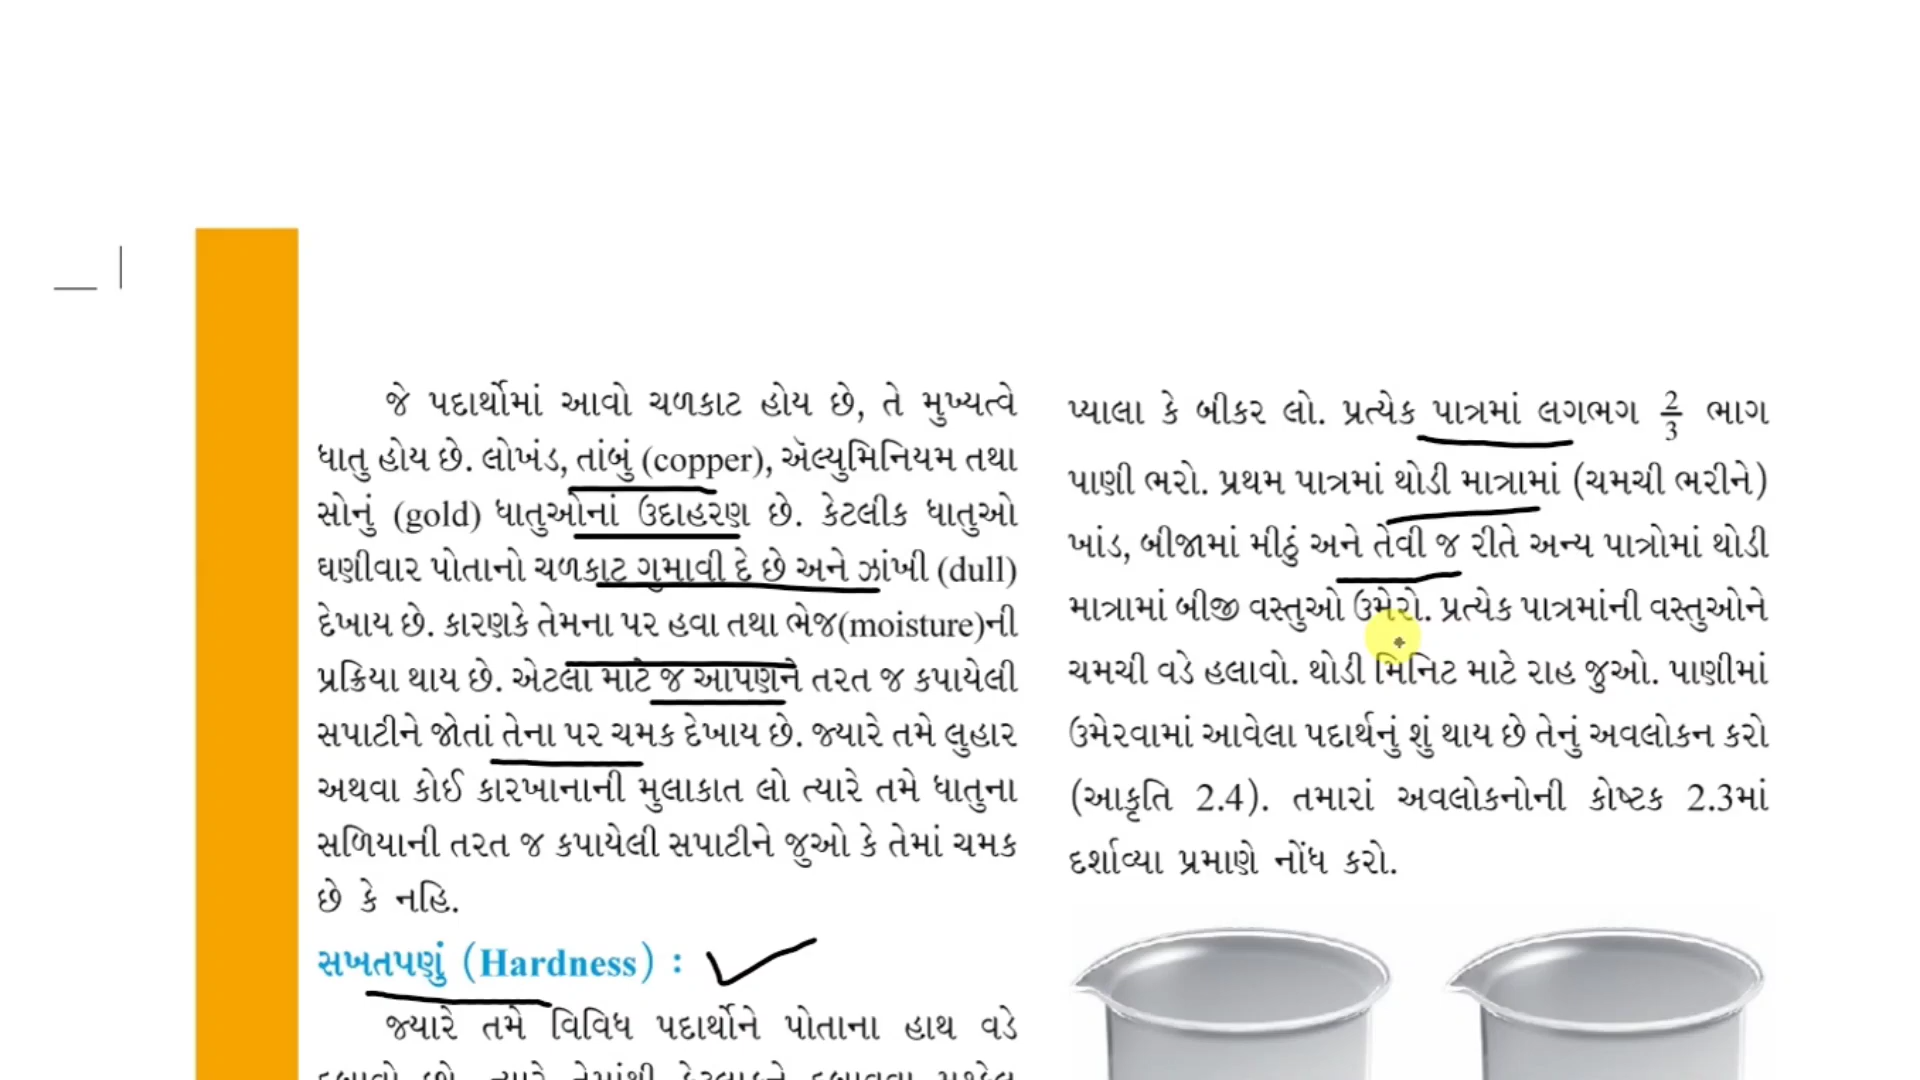 જે પદાર્થોમાં આવો ચળકાટ હોય છે, તે મુખ્યત્વે
ધાતુ હોય છે. લોખંડ, તાંબું (copper), ઍલ્યુમિનિયમ તથા
સોનું (gold) ધાતુઓનાં ઉદાહરણ છે. કેટલીક ધાતુઓ
ઘણીવાર પોતાનો ચળકાટ ગુમાવી દે છે અને ઝાંખી (dull)
દેખાય છે. કારણકે તેમના પર હવા તથા ભેજ(moisture)ની
પ્રક્રિયા થાય છે. એટલા માટે જ આપણને તરત જ કપાયેલી
સપાટીને જોતાં તેના પર ચમક દેખાય છે. જ્યારે તમે લુહાર
અથવા કોઈ કારખાનાની મુલાકાત લો ત્યારે તમે ધાતુના
સળિયાની તરત જ કપાયેલી સપાટીને જુઓ કે તેમાં ચમક
છે કે નહિ.
સખતપણું (Hardness) :
જ્યારે તમે વિવિધ પદાર્થોને પોતાના હાથ વડે
પ્યાલા કે બીકર લો. પ્રત્યેક પાત્રમાં લગભગ 2/3 ભાગ
પાણી ભરો. પ્રથમ પાત્રમાં થોડી માત્રામાં (ચમચી ભરીને)
ખાંડ, બીજામાં મીઠું અને તેવી જ રીતે અન્ય પાત્રોમાં થોડી
માત્રામાં બીજી વસ્તુઓ ઉમેરો. પ્રત્યેક પાત્રમાંની વસ્તુઓને
ચમચી વડે હલાવો. થોડી મિનિટ માટે રાહ જુઓ. પાણીમાં
ઉમેરવામાં આવેલા પદાર્થનું શું થાય છે તેનું અવલોકન કરો
(આકૃતિ 2.4). તમારાં અવલોકનોની કોષ્ટક 2.3માં
દર્શાવ્યા પ્રમાણે નોંધ કરો.